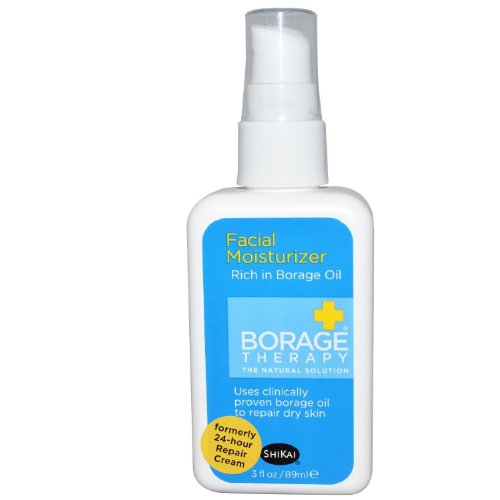 Facial
Moisturizer
Rich in Borage Oil
BORAGE®
THERAPY
THE NATURAL SOLUTION
Uses clinically
proven borage oil
to repair dry skin
formerly
24-hour
Repair
Cream
SHIKAI
3 fl oz / 89ml e